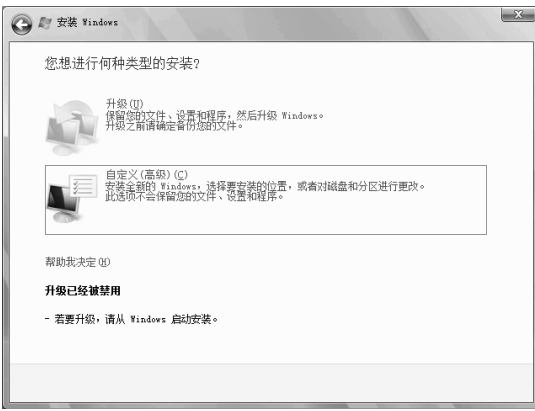 安装 Windows
您想进行何种类型的安装?
升级(U)
保留您的文件、设置和程序，然后升级 Windows。
升级之前请确定备份您的文件。
自定义(高级)(C)
安装全新的 Windows，选择要安装的位置，或者对磁盘和分区进行更改。
此选项不会保留您的文件、设置和程序。
帮助我决定(H)
升级已经被禁用
- 若要升级，请从 Windows 启动安装。